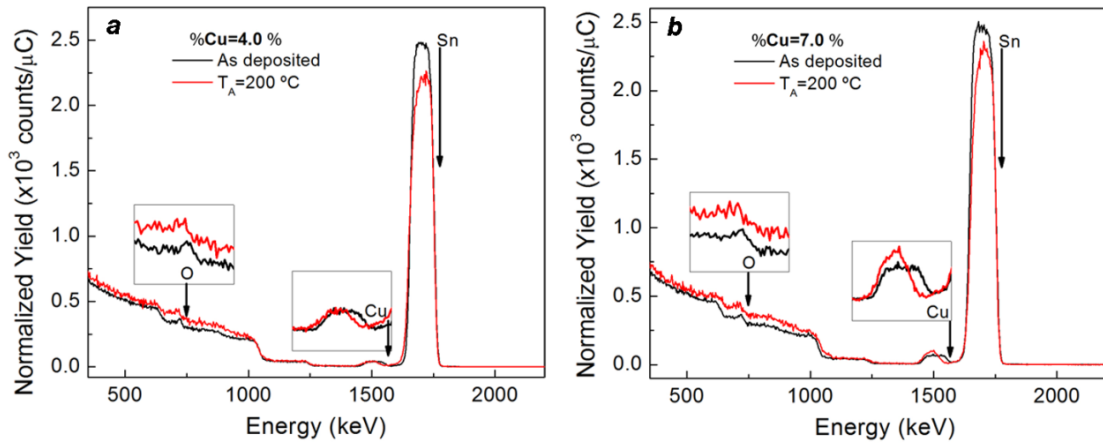 a
%Cu=4.0 %
As deposited
T_A=200 ºC
Sn
O
Cu
Normalized Yield (x10³ counts/μC)
2.5
2.0
1.5
1.0
0.5
0.0
500
1000
1500
2000
Energy (keV)
b
%Cu=7.0 %
As deposited
T_A=200 ºC
Sn
O
Cu
Normalized Yield (x10³ counts/μC)
2.5
2.0
1.5
1.0
0.5
0.0
500
1000
1500
2000
Energy (keV)